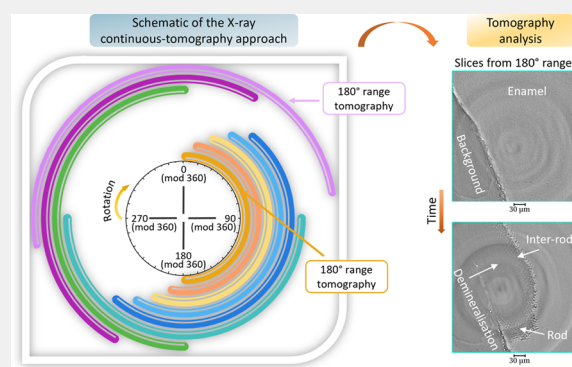 Schematic of the X-ray
continuous-tomography approach
Tomography
analysis
180° range
tomography
Slices from 180° range
Enamel
Background
30 μm
Rotation
0
(mod 360)
270
(mod 360)
90
(mod 360)
180
(mod 360)
180° range
tomography
Time
Inter-rod
Demineralisation
Rod
30 μm